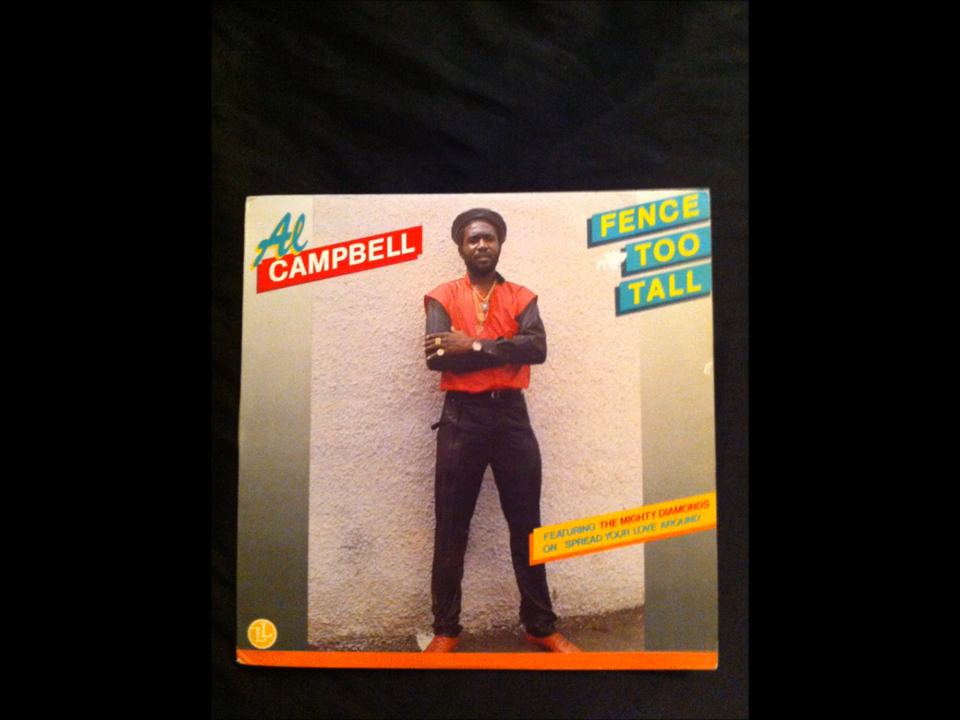 Al
CAMPBELL
FENCE
TOO
TALL
FEATURING THE MIGHTY DIAMONDS
ON 'SPREAD YOUR LOVE AROUND'